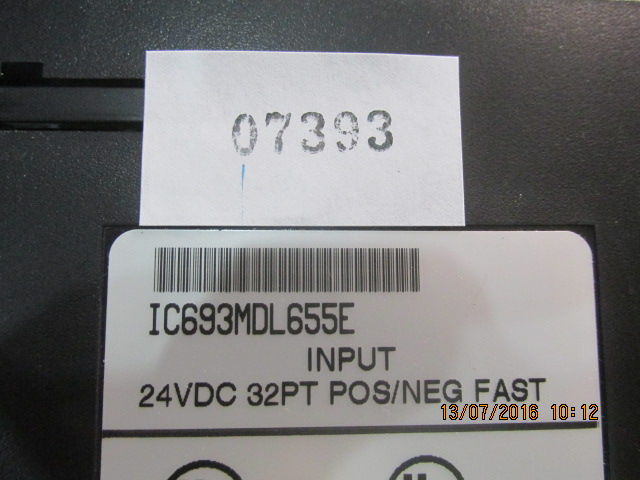 07393
IC693MDL655E
INPUT
24VDC 32PT POS/NEG FAST
13/07/2016 10:12